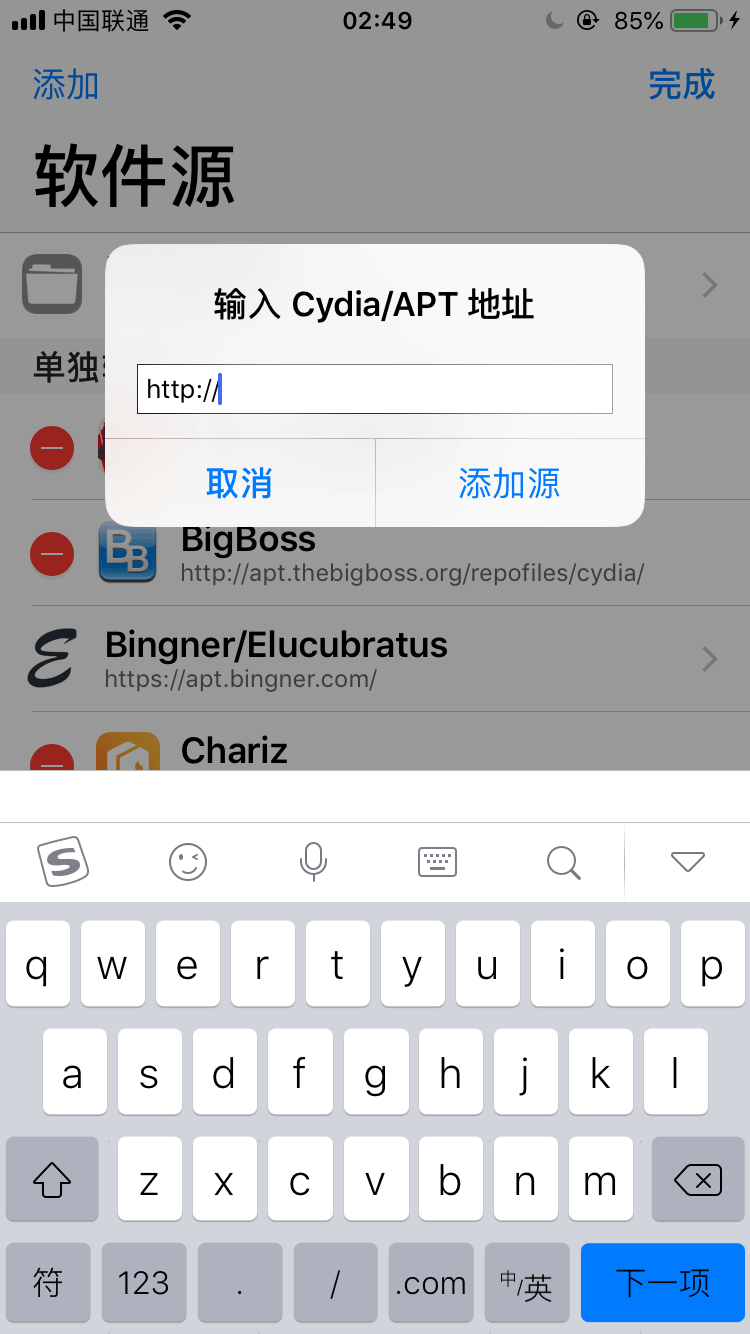 中国联通
02:49
85%
添加
完成
软件源
输入 Cydia/APT 地址
单独
http://
取消
添加源
BigBoss
http://apt.thebigboss.org/repofiles/cydia/
Bingner/Elucubratus
https://apt.bingner.com/
Chariz
q w e r t y u i o p
a s d f g h j k l
z x c v b n m
符 123 . / .com 中/英 下一项